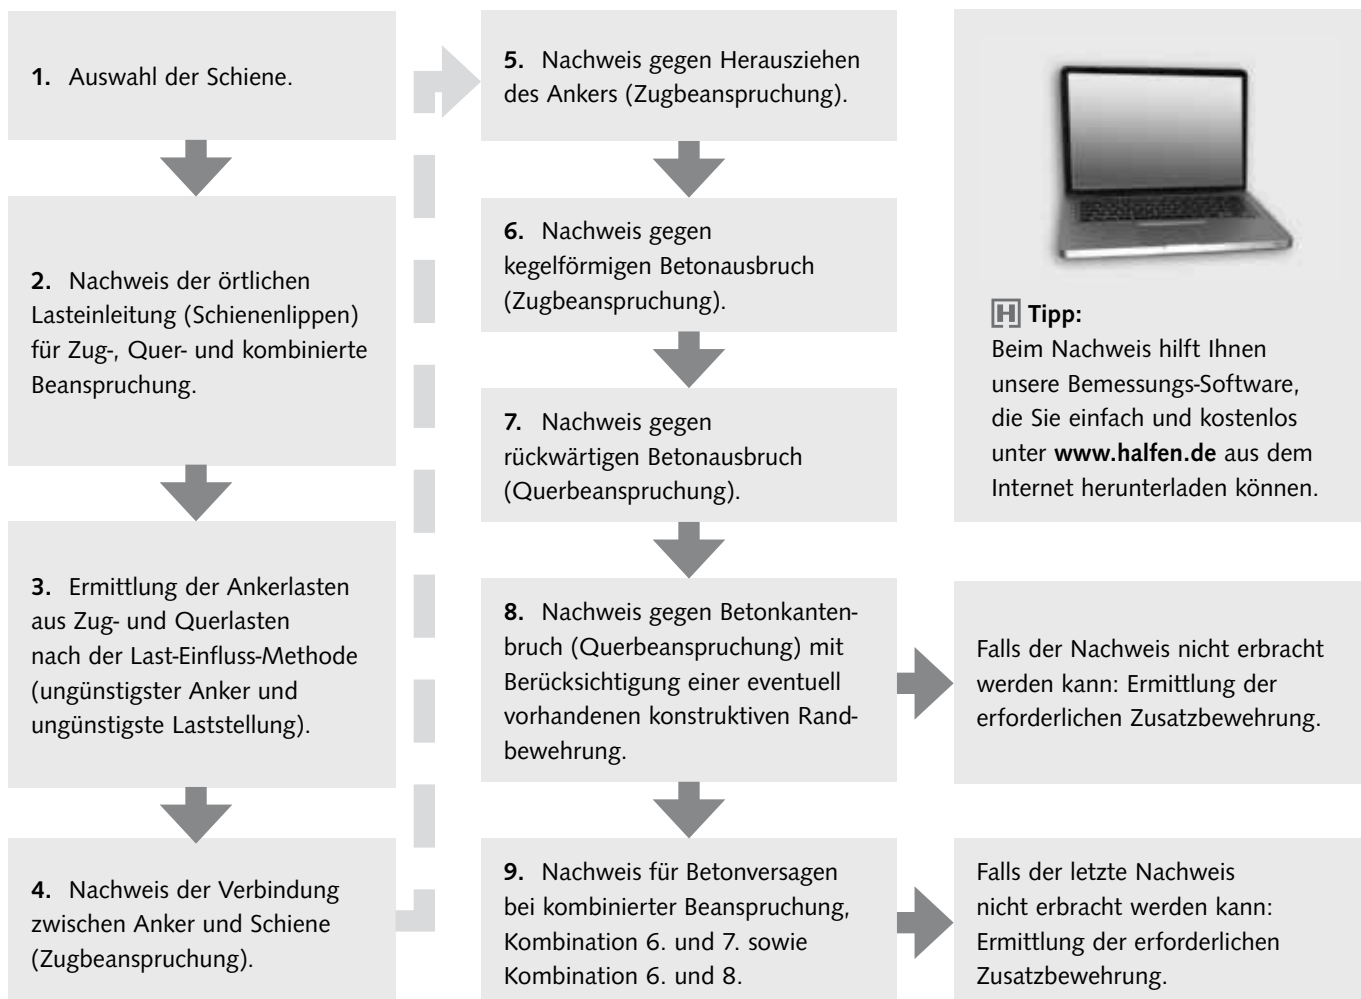 1. Auswahl der Schiene.
2. Nachweis der örtlichen
Lasteinleitung (Schienenlippen)
für Zug-, Quer- und kombinierte
Beanspruchung.
3. Ermittlung der Ankerlasten
aus Zug- und Querlasten
nach der Last-Einfluss-Methode
(ungünstigster Anker und
ungünstigste Laststellung).
4. Nachweis der Verbindung
zwischen Anker und Schiene
(Zugbeanspruchung).
5. Nachweis gegen Herausziehen
des Ankers (Zugbeanspruchung).
6. Nachweis gegen
kegelförmigen Betonausbruch
(Zugbeanspruchung).
7. Nachweis gegen
rückwärtigen Betonausbruch
(Querbeanspruchung).
8. Nachweis gegen Betonkanten-
bruch (Querbeanspruchung) mit
Berücksichtigung einer eventuell
vorhandenen konstruktiven Rand-
bewehrung.
Falls der Nachweis nicht erbracht
werden kann: Ermittlung der
erforderlichen Zusatzbewehrung.
9. Nachweis für Betonversagen
bei kombinierter Beanspruchung,
Kombination 6. und 7. sowie
Kombination 6. und 8.
Falls der letzte Nachweis
nicht erbracht werden kann:
Ermittlung der erforderlichen
Zusatzbewehrung.
H Tipp:
Beim Nachweis hilft Ihnen
unsere Bemessungs-Software,
die Sie einfach und kostenlos
unter www.halfen.de aus dem
Internet herunterladen können.